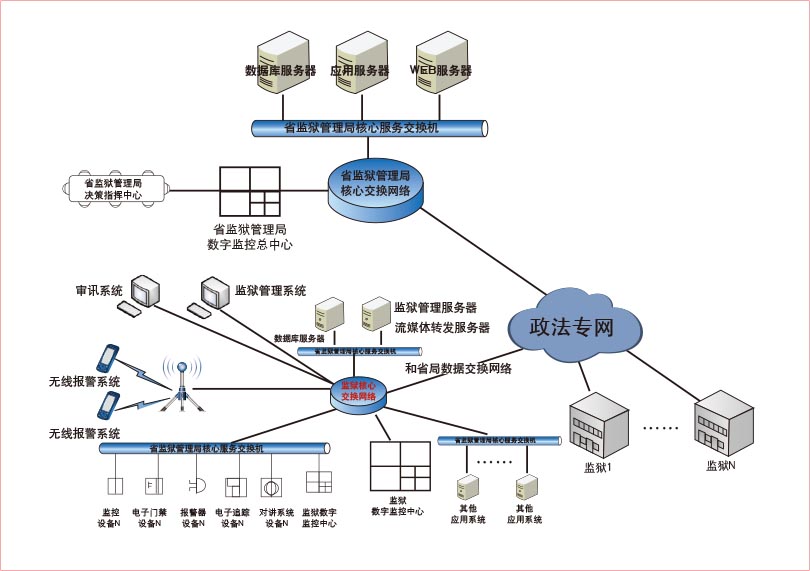 数据库服务器
应用服务器
WEB服务器
省监狱管理局核心服务交换机
省监狱管理局
核心交换网络
省监狱管理局
决策指挥中心
省监狱管理局
数字监控总中心
审讯系统
监狱管理系统
监狱管理服务器
流媒体转发服务器
数据库服务器
省监狱管理局核心服务交换机
政法专网
和省局数据交换网络
无线报警系统
监狱核心
交换网络
无线报警系统
省监狱管理局核心服务交换机
省监狱管理局核心服务交换机
······
······
监狱1
监狱N
监控
设备N
电子门禁
设备N
报警器
设备N
电子追踪
设备N
对讲系统
设备N
监狱数字
监控中心
监狱
数字监控中心
其他
应用系统
其他
应用系统